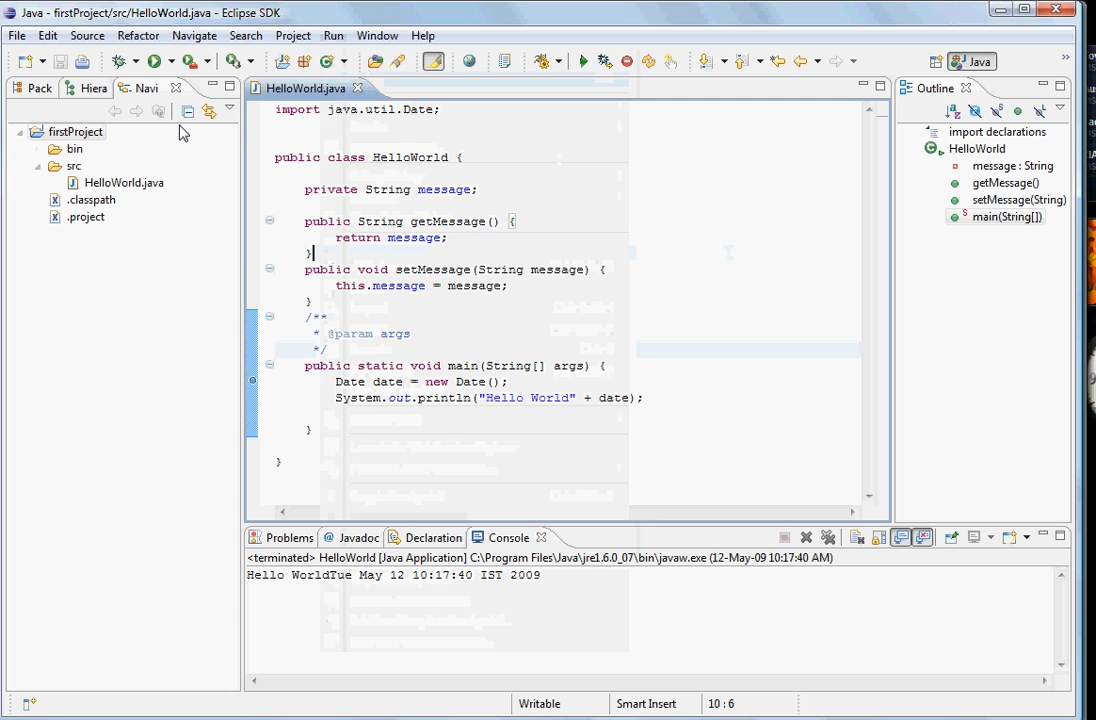 Java - firstProject/src/HelloWorld.java - Eclipse SDK
File Edit Source Refactor Navigate Search Project Run Window Help
Java
Pack Hiera Navi
HelloWorld.java
Outline
firstProject
bin
src
HelloWorld.java
.classpath
.project
import java.util.Date;
public class HelloWorld {
private String message;
public String getMessage() {
return message;
}
public void setMessage(String message) {
this.message = message;
}
/**
* @param args
*/
public static void main(String[] args) {
Date date = new Date();
System.out.println("Hello World" + date);
}
}
import declarations
HelloWorld
message : String
getMessage()
setMessage(String)
main(String[])
Problems Javadoc Declaration Console
<terminated> HelloWorld [Java Application] C:\Program Files\Java\jre1.6.0_07\bin\javaw.exe (12-May-09 10:17:40 AM)
Hello WorldTue May 12 10:17:40 IST 2009
Writable Smart Insert 10 : 6